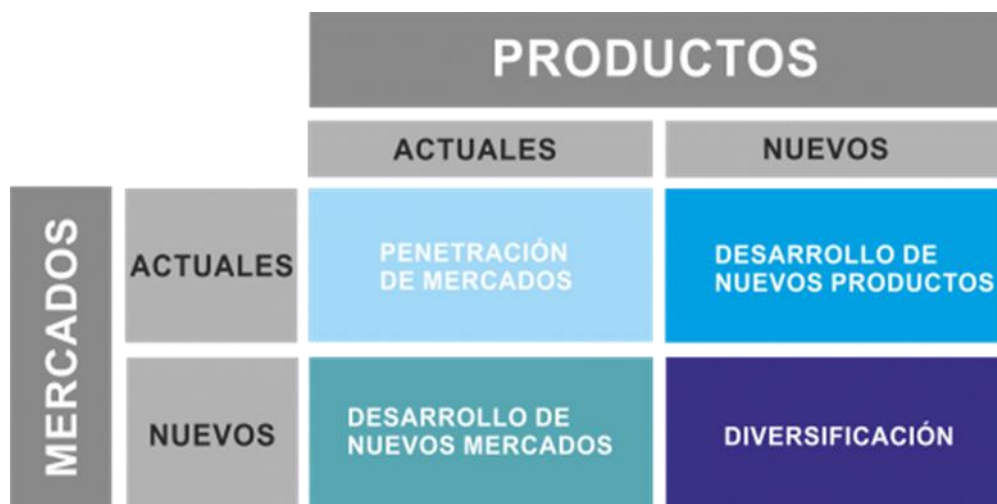 PRODUCTOS
ACTUALES
NUEVOS
MERCADOS
ACTUALES
PENETRACIÓN
DE MERCADOS
DESARROLLO DE
NUEVOS PRODUCTOS
NUEVOS
DESARROLLO DE
NUEVOS MERCADOS
DIVERSIFICACIÓN